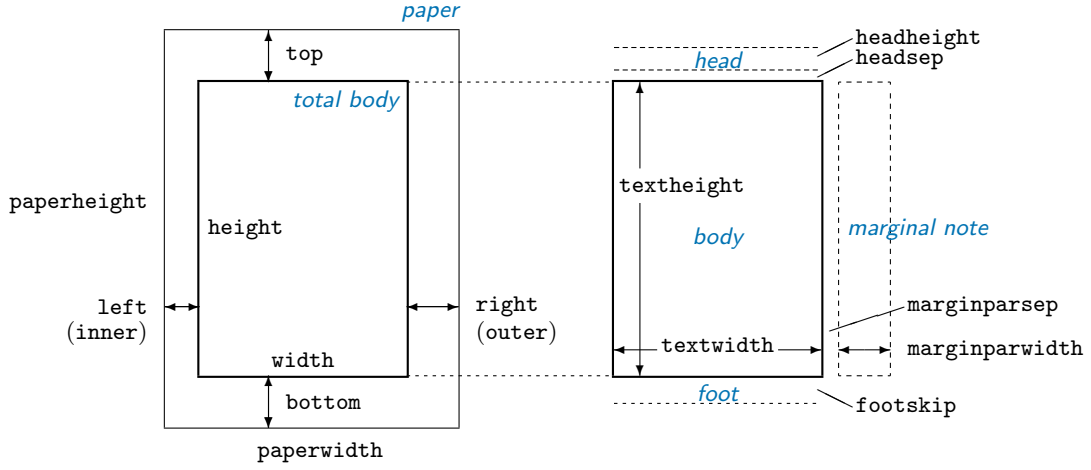 paper
top
total body
paperheight
height
left
(inner)
right
(outer)
width
bottom
paperwidth
headheight
head
headsep
textheight
body
marginal note
marginparsep
textwidth
marginparwidth
foot
footskip